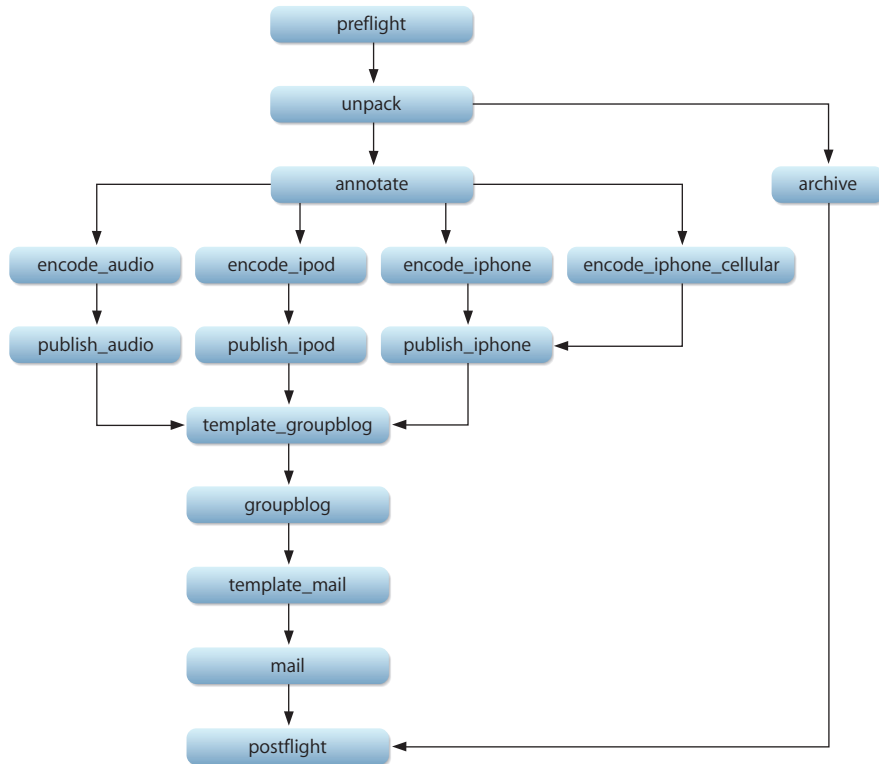 preflight
unpack
annotate
archive
encode_audio
encode_ipod
encode_iphone
encode_iphone_cellular
publish_audio
publish_ipod
publish_iphone
template_groupblog
groupblog
template_mail
mail
postflight